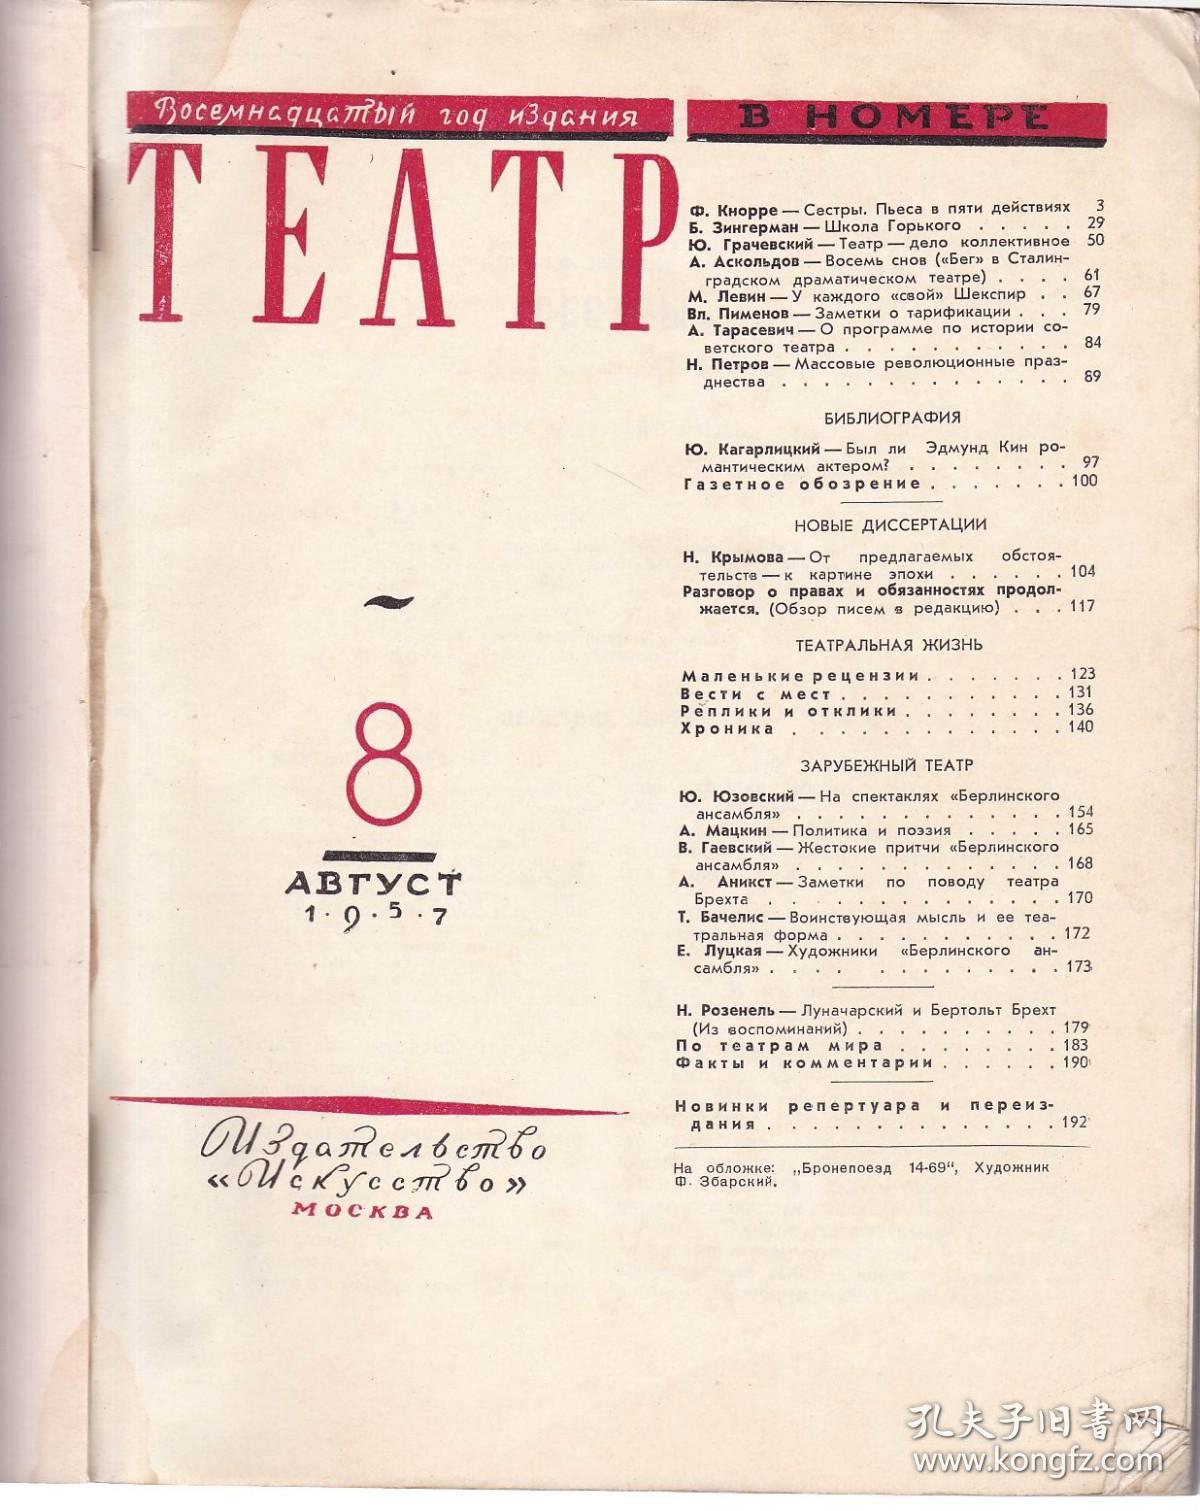 Восемнадцатый год издания
ТЕАТР
8
АВГУСТ
1·9·5·7
Издательство
«Искусство»
МОСКВА
В НОМЕРЕ
Ф. Кнорре — Сестры. Пьеса в пяти действиях 3
Б. Зингерман — Школа Горького . . . . . 29
Ю. Грачевский — Театр — дело коллективное 50
А. Аскольдов — Восемь снов («Бег» в Сталин-
градском драматическом театре) . . . . 61
М. Левин — У каждого «свой» Шекспир . . 67
Вл. Пименов — Заметки о тарификации . . . 79
А. Тарасевич — О программе по истории со-
ветского театра . . . . . . . . . . . 84
Н. Петров — Массовые революционные праз-
днества . . . . . . . . . . . . . . 89
БИБЛИОГРАФИЯ
Ю. Кагарлицкий — Был ли Эдмунд Кин ро-
мантическим актером? . . . . . . . . 97
Газетное обозрение . . . . . . . 100
НОВЫЕ ДИССЕРТАЦИИ
Н. Крымова — От предлагаемых обстоя-
тельств — к картине эпохи . . . . . . 104
Разговор о правах и обязанностях продол-
жается. (Обзор писем в редакцию) . . . 117
ТЕАТРАЛЬНАЯ ЖИЗНЬ
Маленькие рецензии . . . . . . . 123
Вести с мест . . . . . . . . . . . 131
Реплики и отклики . . . . . . . . 136
Хроника . . . . . . . . . . . . . 140
ЗАРУБЕЖНЫЙ ТЕАТР
Ю. Юзовский — На спектаклях «Берлинского
ансамбля» . . . . . . . . . . . . . 154
А. Мацкин — Политика и поэзия . . . . . 165
В. Гаевский — Жестокие притчи «Берлинского
ансамбля» . . . . . . . . . . . . 168
А. Аникст — Заметки по поводу театра
Брехта . . . . . . . . . . . . . . 170
Т. Бачелис — Воинствующая мысль и ее теа-
тральная форма . . . . . . . . . . . 172
Е. Луцкая — Художники «Берлинского ан-
самбля» . . . . . . . . . . . . . 173
Н. Розенель — Луначарский и Бертольт Брехт
(Из воспоминаний) . . . . . . . . . . 179
По театрам мира . . . . . . . . 183
Факты и комментарии . . . . . . 190
Новинки репертуара и переиз-
дания . . . . . . . . . . . . . . 192
На обложке: „Бронепоезд 14-69“, Художник
Ф. Збарский.
孔夫子旧书网
www.kongfz.com